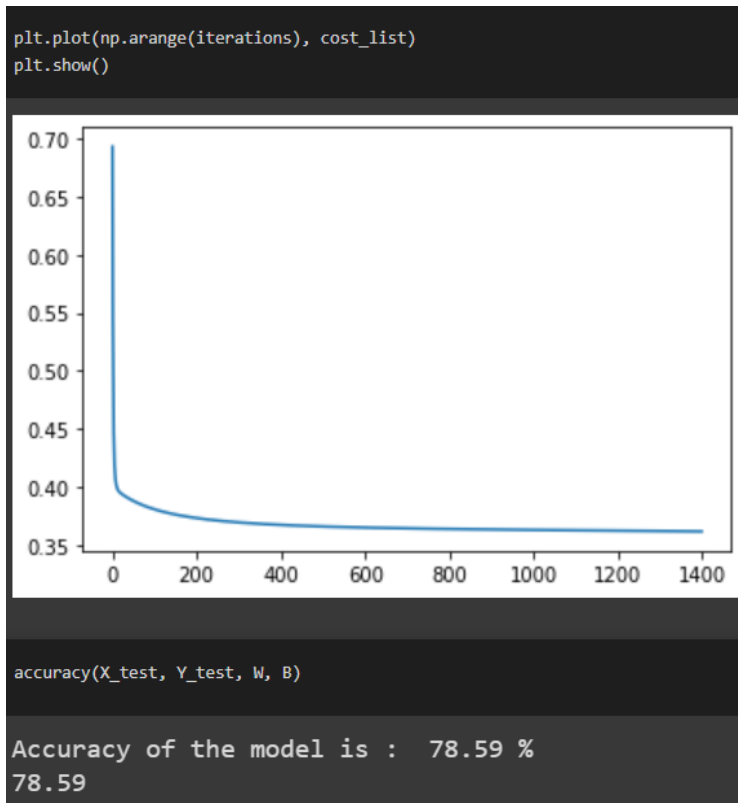 plt.plot(np.arange(iterations), cost_list)
plt.show()
0.70
0.65
0.60
0.55
0.50
0.45
0.40
0.35
0 200 400 600 800 1000 1200 1400
accuracy(X_test, Y_test, W, B)
Accuracy of the model is :  78.59 %
78.59